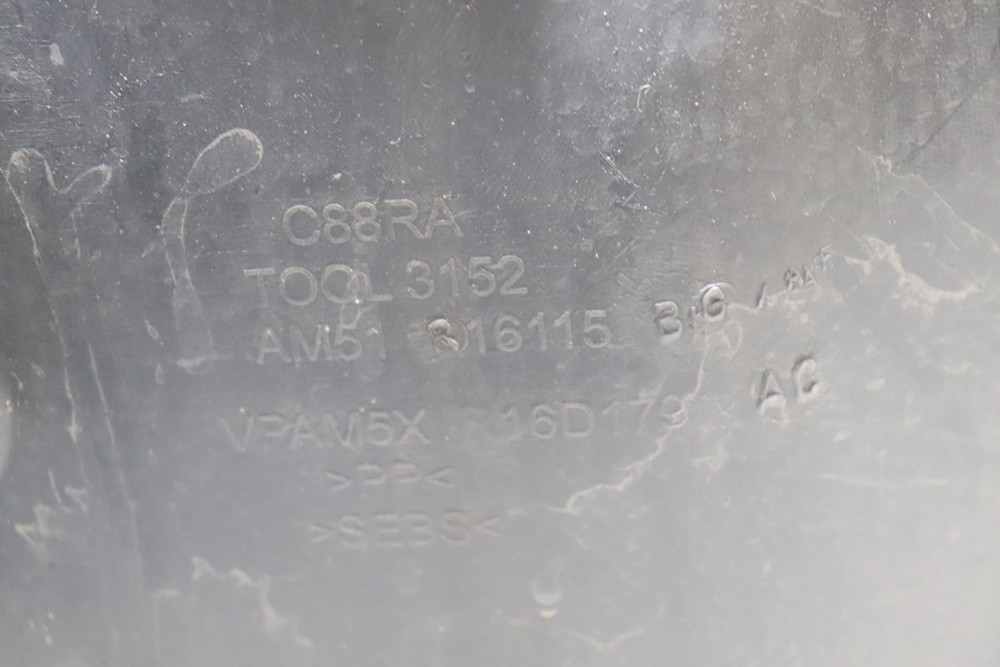 C88RA
TOOL 3152
AM51 R16115 BG
AC
VPAM5X R16D179
>PP<
>SEBS<